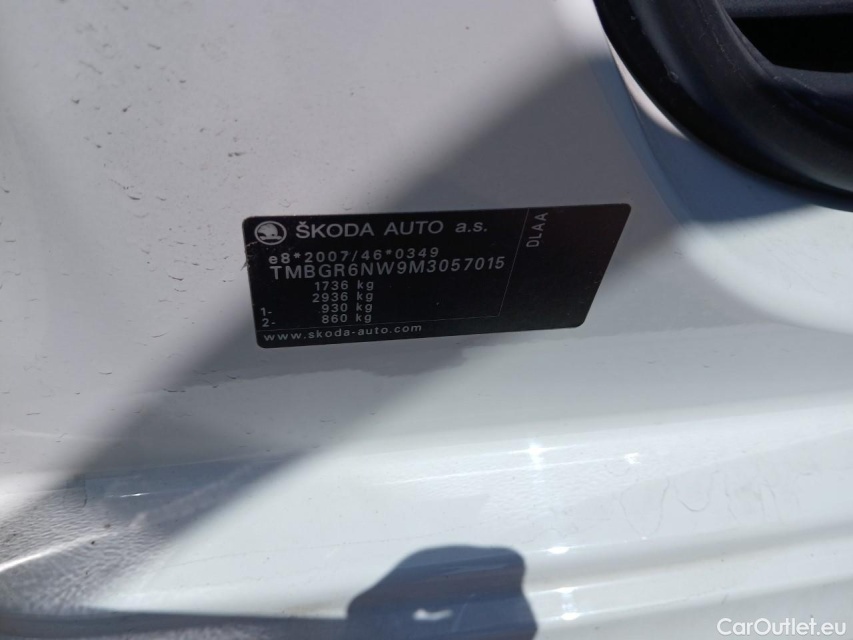 ŠKODA AUTO a.s.
DLAA
e8*2007/46*0349
TMBGR6NW9M3057015
1736 kg
2936 kg
1- 930 kg
2- 860 kg
www.skoda-auto.com
CarOutlet.eu